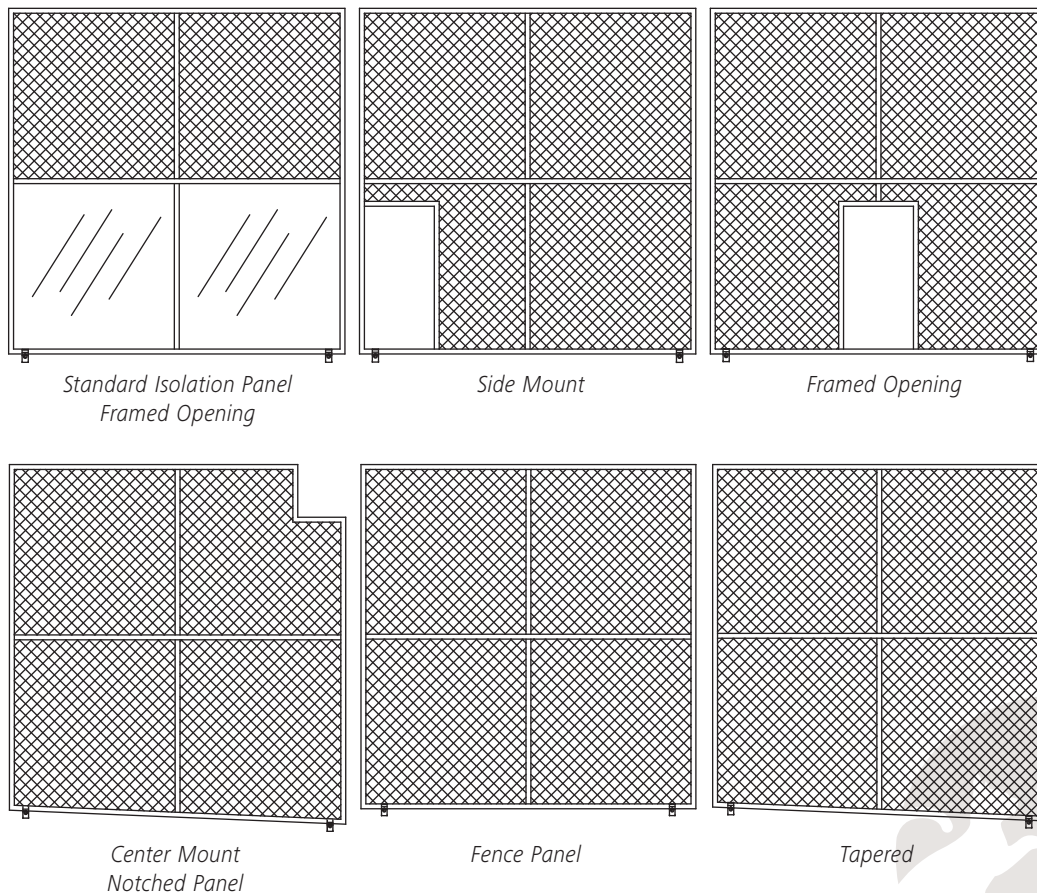 Standard Isolation Panel
Framed Opening
Side Mount
Framed Opening
Center Mount
Notched Panel
Fence Panel
Tapered